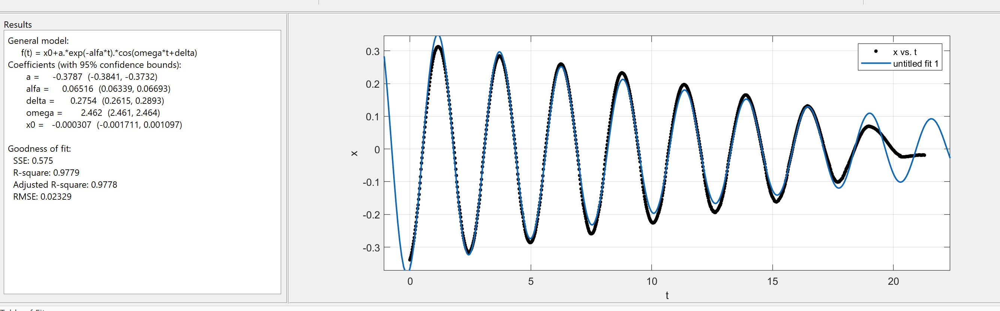 Results
General model:
f(t) = x0+a.*exp(-alfa*t).*cos(omega*t+delta)
Coefficients (with 95% confidence bounds):
a = -0.3787 (-0.3841, -0.3732)
alfa = 0.06516 (0.06339, 0.06693)
delta = 0.2754 (0.2615, 0.2893)
omega = 2.462 (2.461, 2.464)
x0 = -0.000307 (-0.001711, 0.001097)
Goodness of fit:
SSE: 0.575
R-square: 0.9779
Adjusted R-square: 0.9778
RMSE: 0.02329
x vs. t
untitled fit 1
0.3
0.2
0.1
0
-0.1
-0.2
-0.3
x
0 5 10 15 20
t